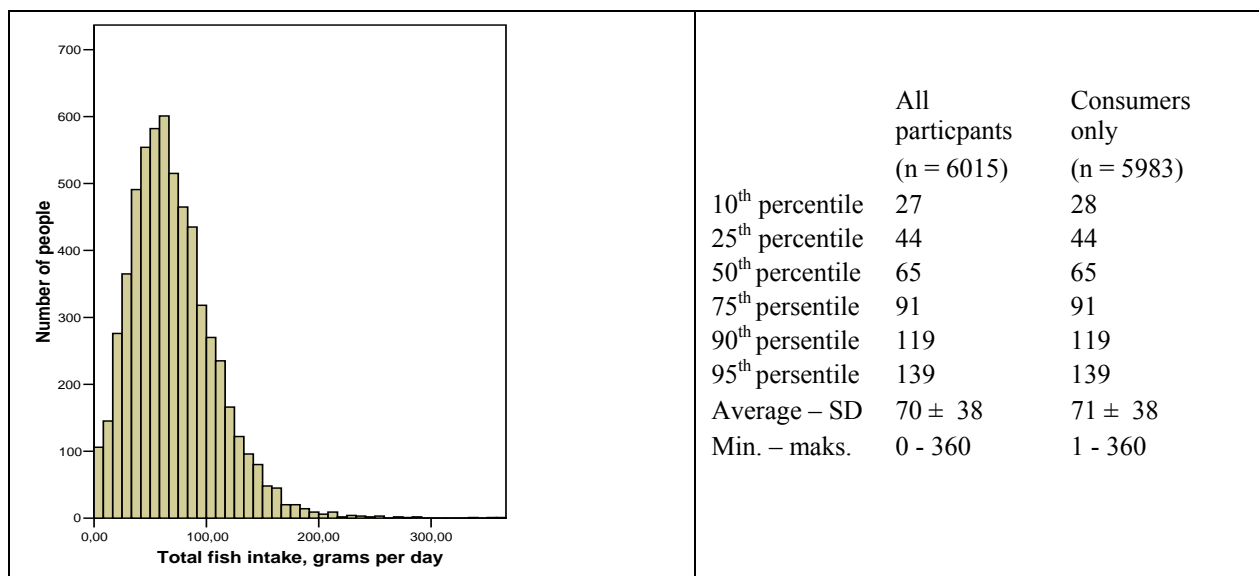 700
600
500
400
300
200
100
0
Number of people
0,00 100,00 200,00 300,00
Total fish intake, grams per day
All Consumers
particpants only
(n = 6015) (n = 5983)
10th percentile 27 28
25th percentile 44 44
50th percentile 65 65
75th persentile 91 91
90th persentile 119 119
95th persentile 139 139
Average – SD 70 ± 38 71 ± 38
Min. – maks. 0 - 360 1 - 360